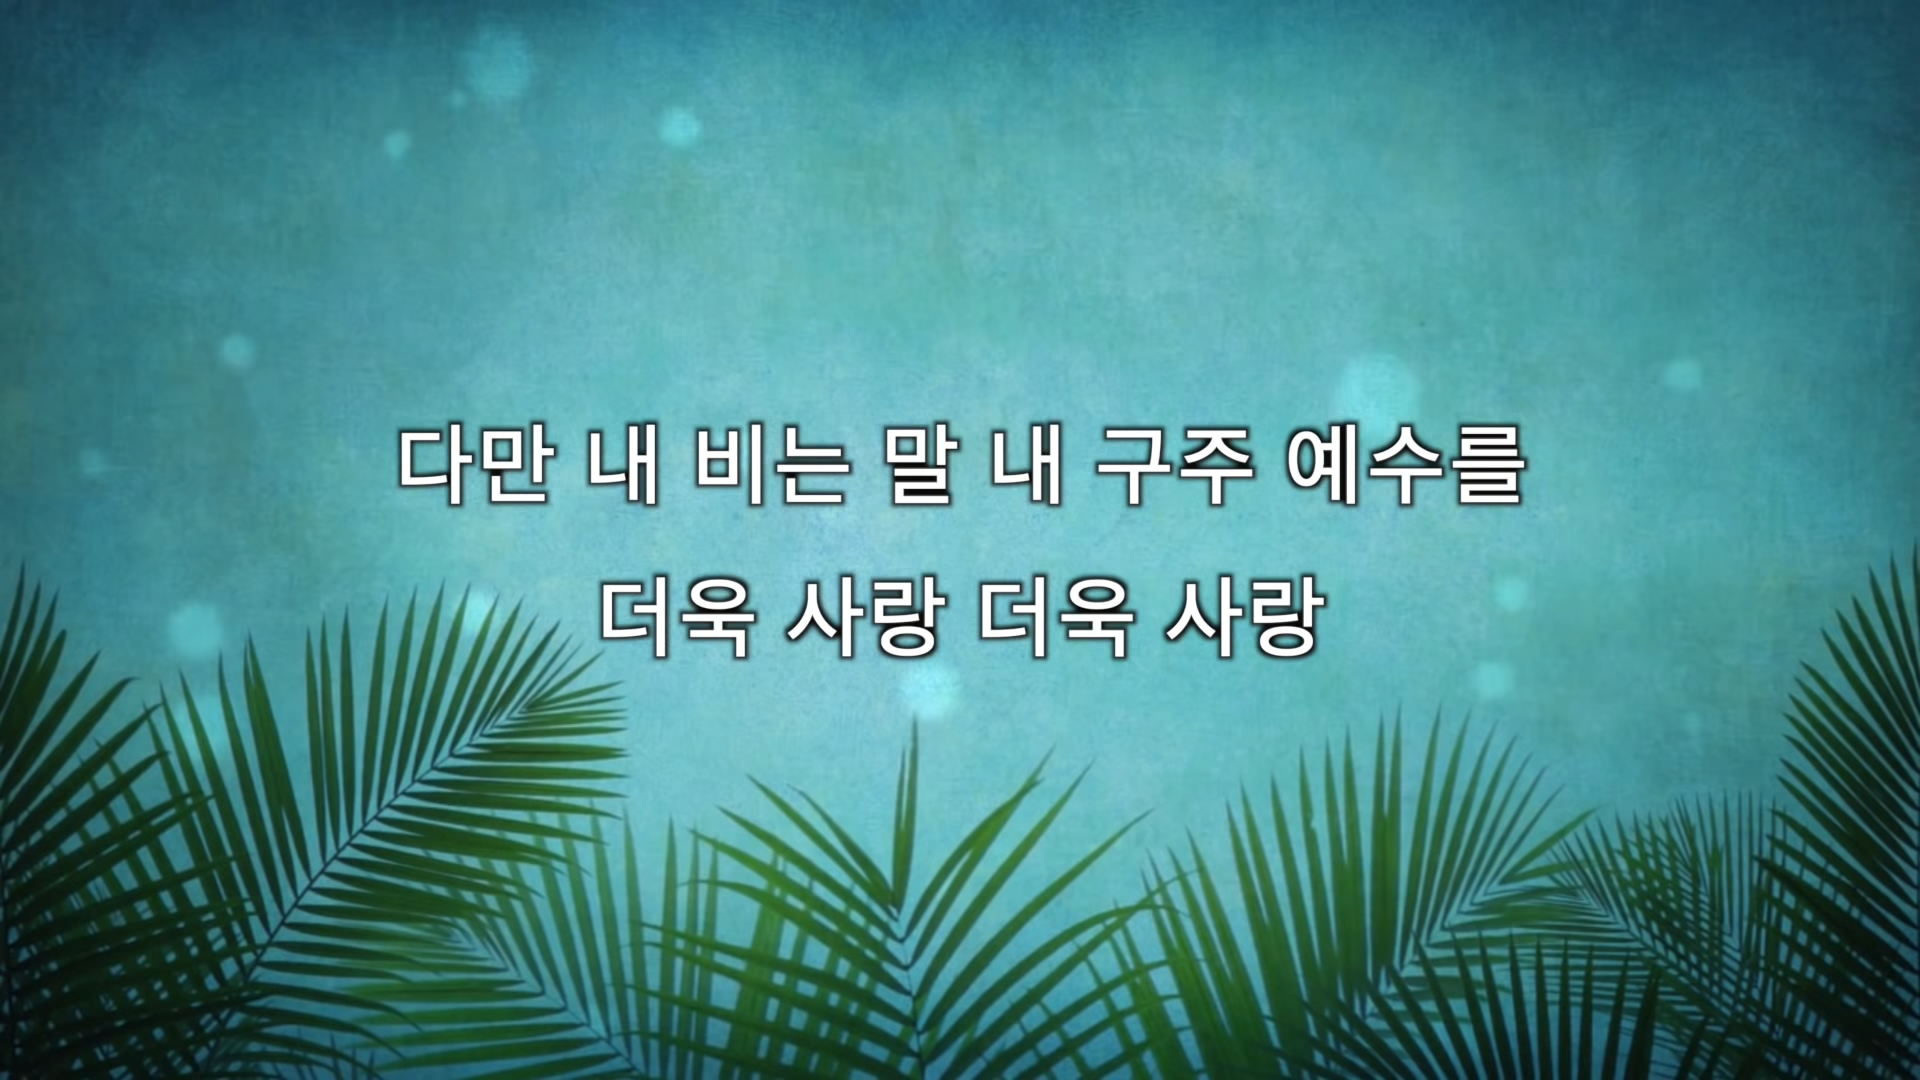 다만 내 비는 말 내 구주 예수를
더욱 사랑 더욱 사랑